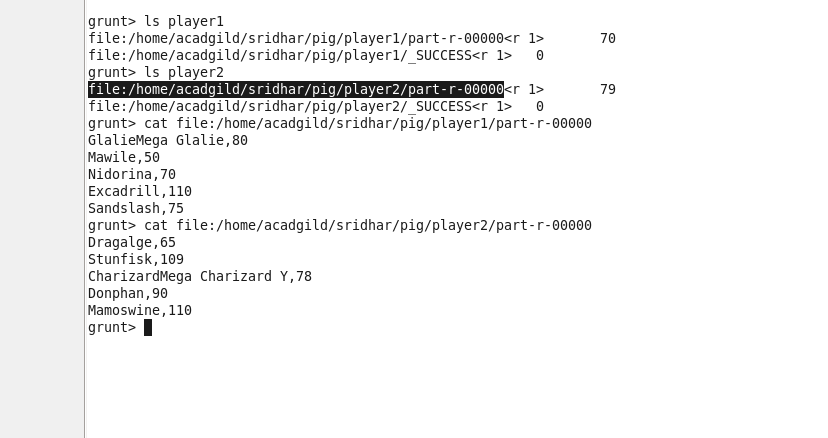 grunt> ls player1
file:/home/acadgild/sridhar/pig/player1/part-r-00000<r 1>       70
file:/home/acadgild/sridhar/pig/player1/_SUCCESS<r 1>   0
grunt> ls player2
file:/home/acadgild/sridhar/pig/player2/part-r-00000<r 1>       79
file:/home/acadgild/sridhar/pig/player2/_SUCCESS<r 1>   0
grunt> cat file:/home/acadgild/sridhar/pig/player1/part-r-00000
GlalieMega Glalie,80
Mawile,50
Nidorina,70
Excadrill,110
Sandslash,75
grunt> cat file:/home/acadgild/sridhar/pig/player2/part-r-00000
Dragalge,65
Stunfisk,109
CharizardMega Charizard Y,78
Donphan,90
Mamoswine,110
grunt>